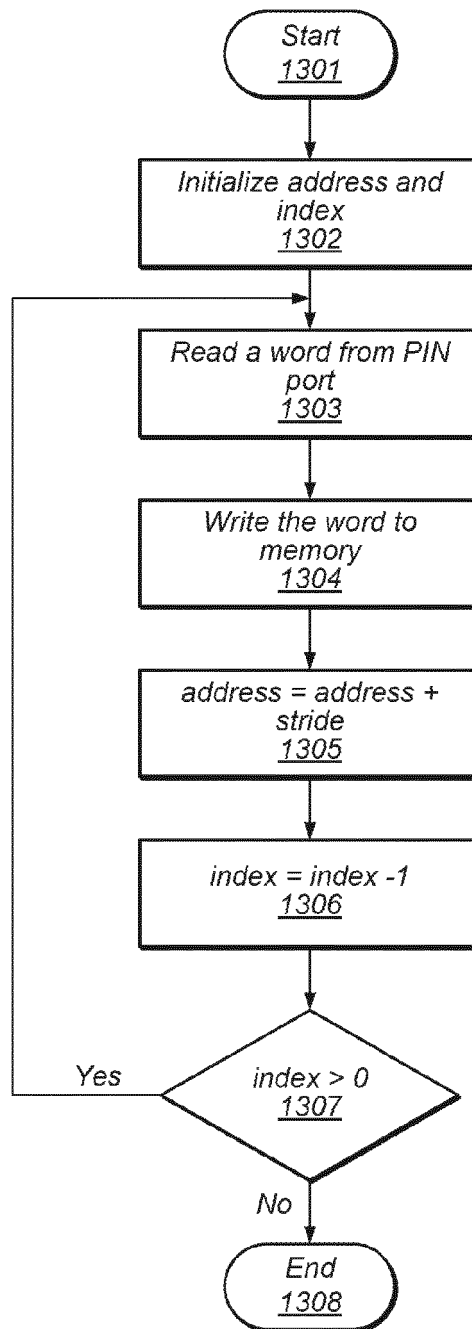 Start
1301
Initialize address and
index
1302
Read a word from PIN
port
1303
Write the word to
memory
1304
address = address +
stride
1305
index = index -1
1306
Yes
index > 0
1307
No
End
1308